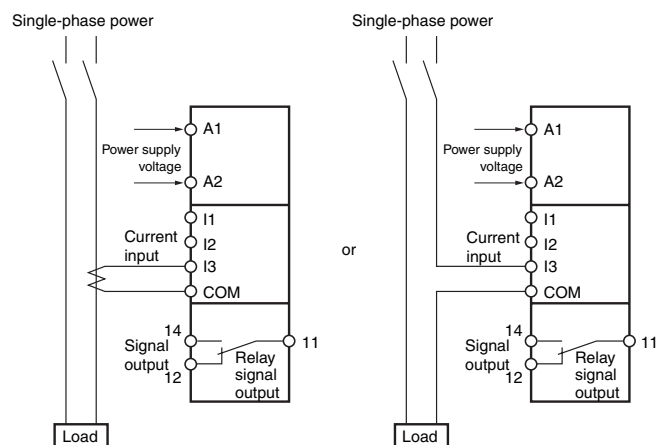 Single-phase power
A1
Power supply
voltage
A2
I1
I2
Current
input
I3
COM
14
Signal
output
12
Relay
signal
output
11
Load
or
Single-phase power
A1
Power supply
voltage
A2
I1
I2
Current
input
I3
COM
14
Signal
output
12
Relay
signal
output
11
Load